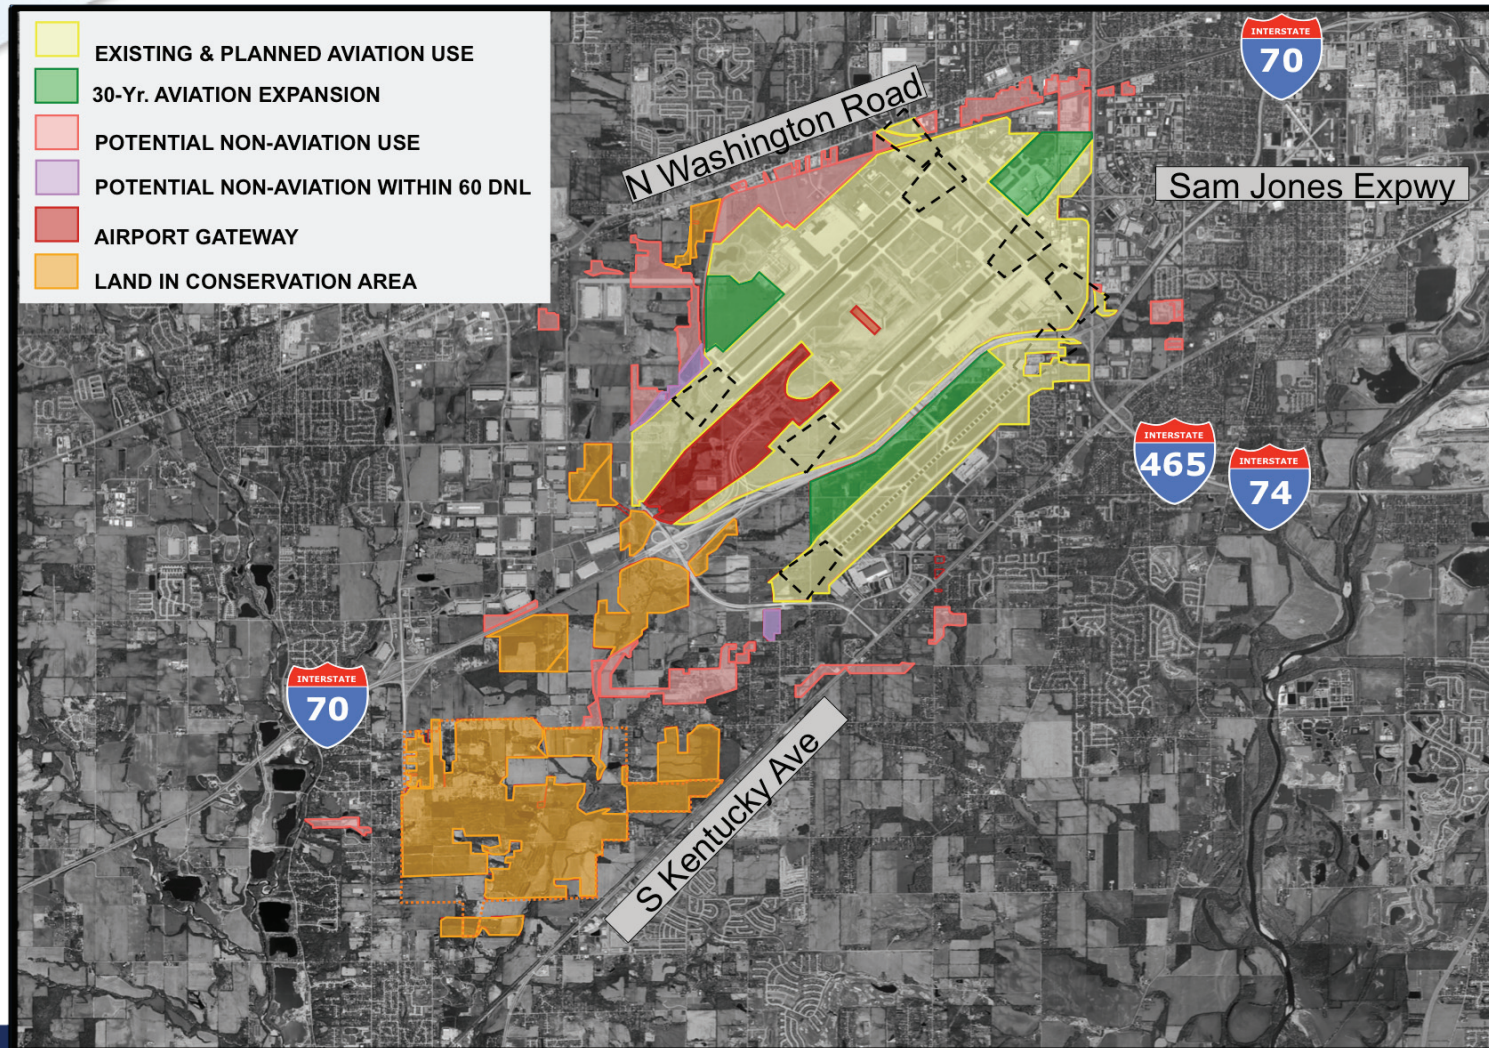 EXISTING & PLANNED AVIATION USE
30-Yr. AVIATION EXPANSION
POTENTIAL NON-AVIATION USE
POTENTIAL NON-AVIATION WITHIN 60 DNL
AIRPORT GATEWAY
LAND IN CONSERVATION AREA
INTERSTATE
70
N Washington Road
Sam Jones Expwy
INTERSTATE
465
INTERSTATE
74
INTERSTATE
70
S Kentucky Ave